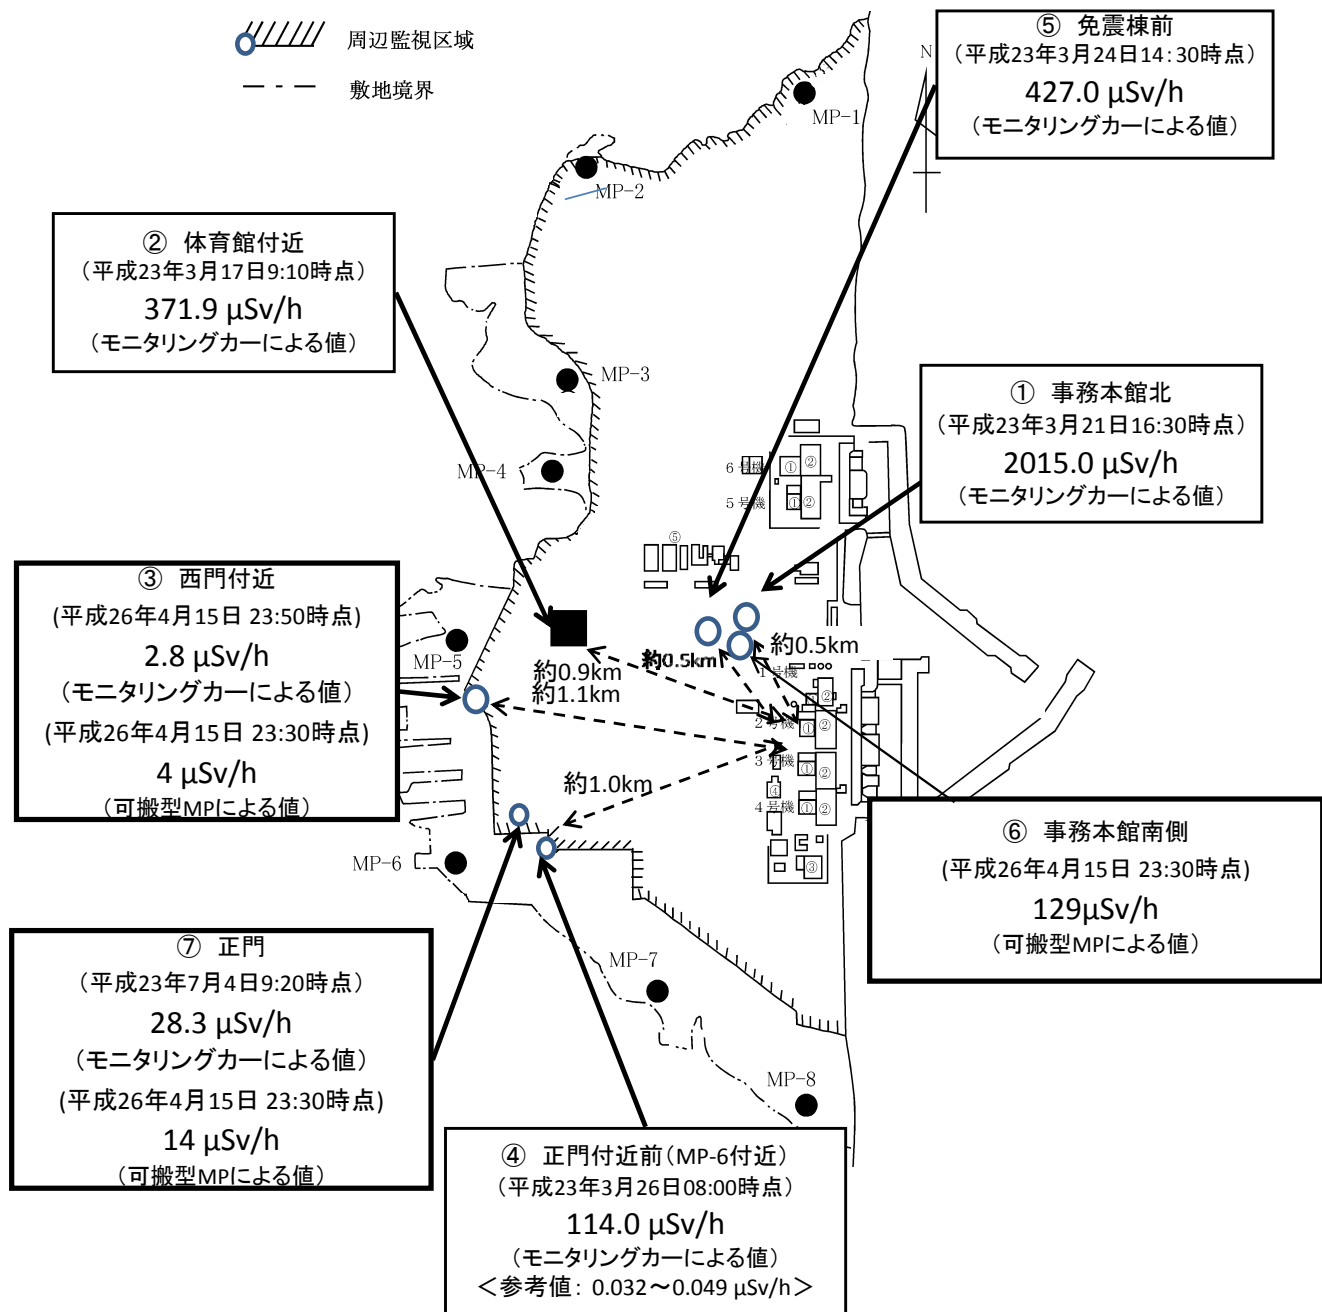 周辺監視区域
敷地境界
⑤ 免震棟前
（平成23年3月24日14：30時点）
427.0 μSv/h
（モニタリングカーによる値）
N
MP-1
MP-2
② 体育館付近
（平成23年3月17日9:10時点）
371.9 μSv/h
（モニタリングカーによる値）
MP-3
① 事務本館北
（平成23年3月21日16:30時点）
2015.0 μSv/h
（モニタリングカーによる値）
MP-4
６号機
① ②
５号機
① ②
⑤
③ 西門付近
(平成26年4月15日 23:50時点)
2.8 μSv/h
（モニタリングカーによる値）
(平成26年4月15日 23:30時点)
4 μSv/h
（可搬型MPによる値）
MP-5
約0.9km
約1.1km
約0.5km
約0.5km
１号機
②
２号機
① ②
３号機
① ②
④
４号機
① ②
③
約1.0km
MP-6
⑥ 事務本館南側
(平成26年4月15日 23:30時点)
129μSv/h
（可搬型MPによる値）
⑦ 正門
（平成23年7月4日9:20時点）
28.3 μSv/h
（モニタリングカーによる値）
(平成26年4月15日 23:30時点)
14 μSv/h
（可搬型MPによる値）
MP-7
MP-8
④ 正門付近前（MP-6付近）
（平成23年3月26日08:00時点）
114.0 μSv/h
（モニタリングカーによる値）
＜参考値：0.032～0.049 μSv/h＞